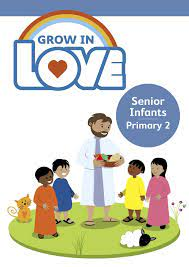 GROW IN
LOVE
Senior
Infants
Primary 2